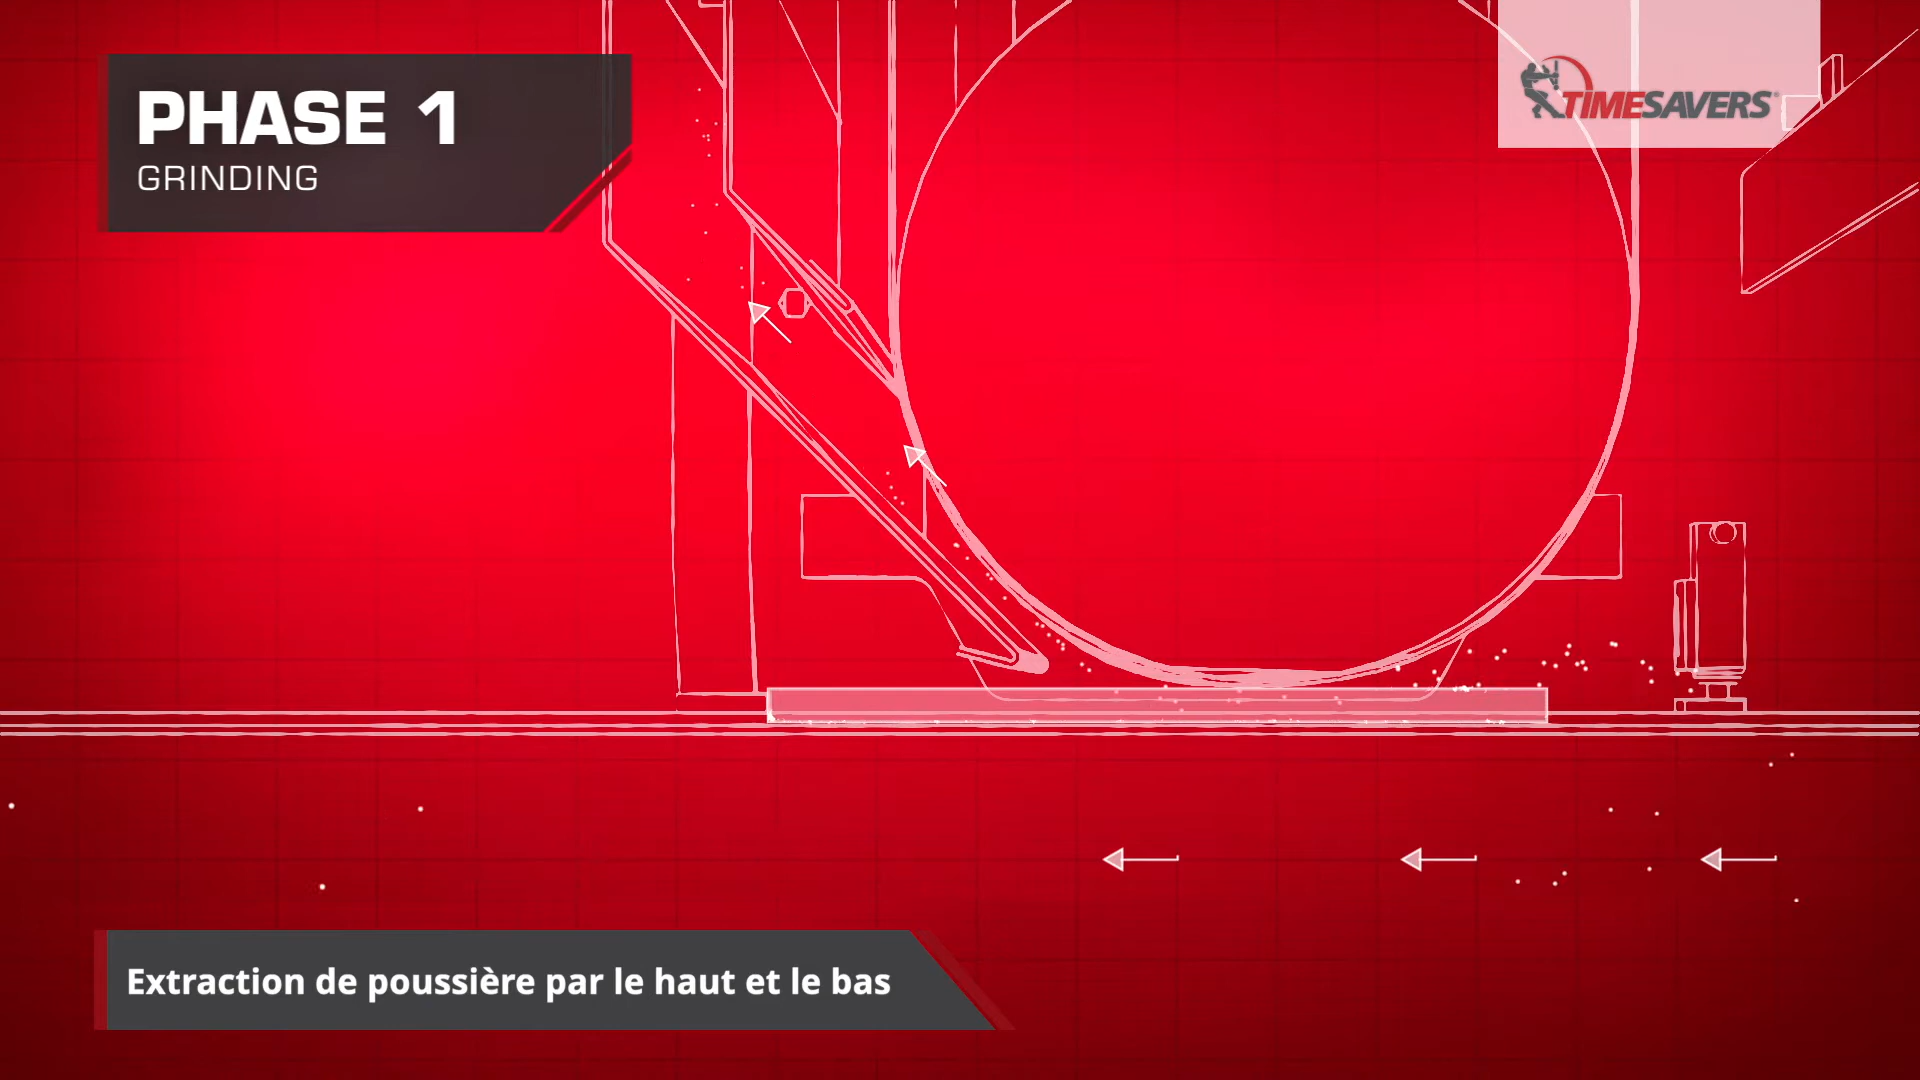 PHASE 1
GRINDING
TIMESAVERS®
Extraction de poussière par le haut et le bas